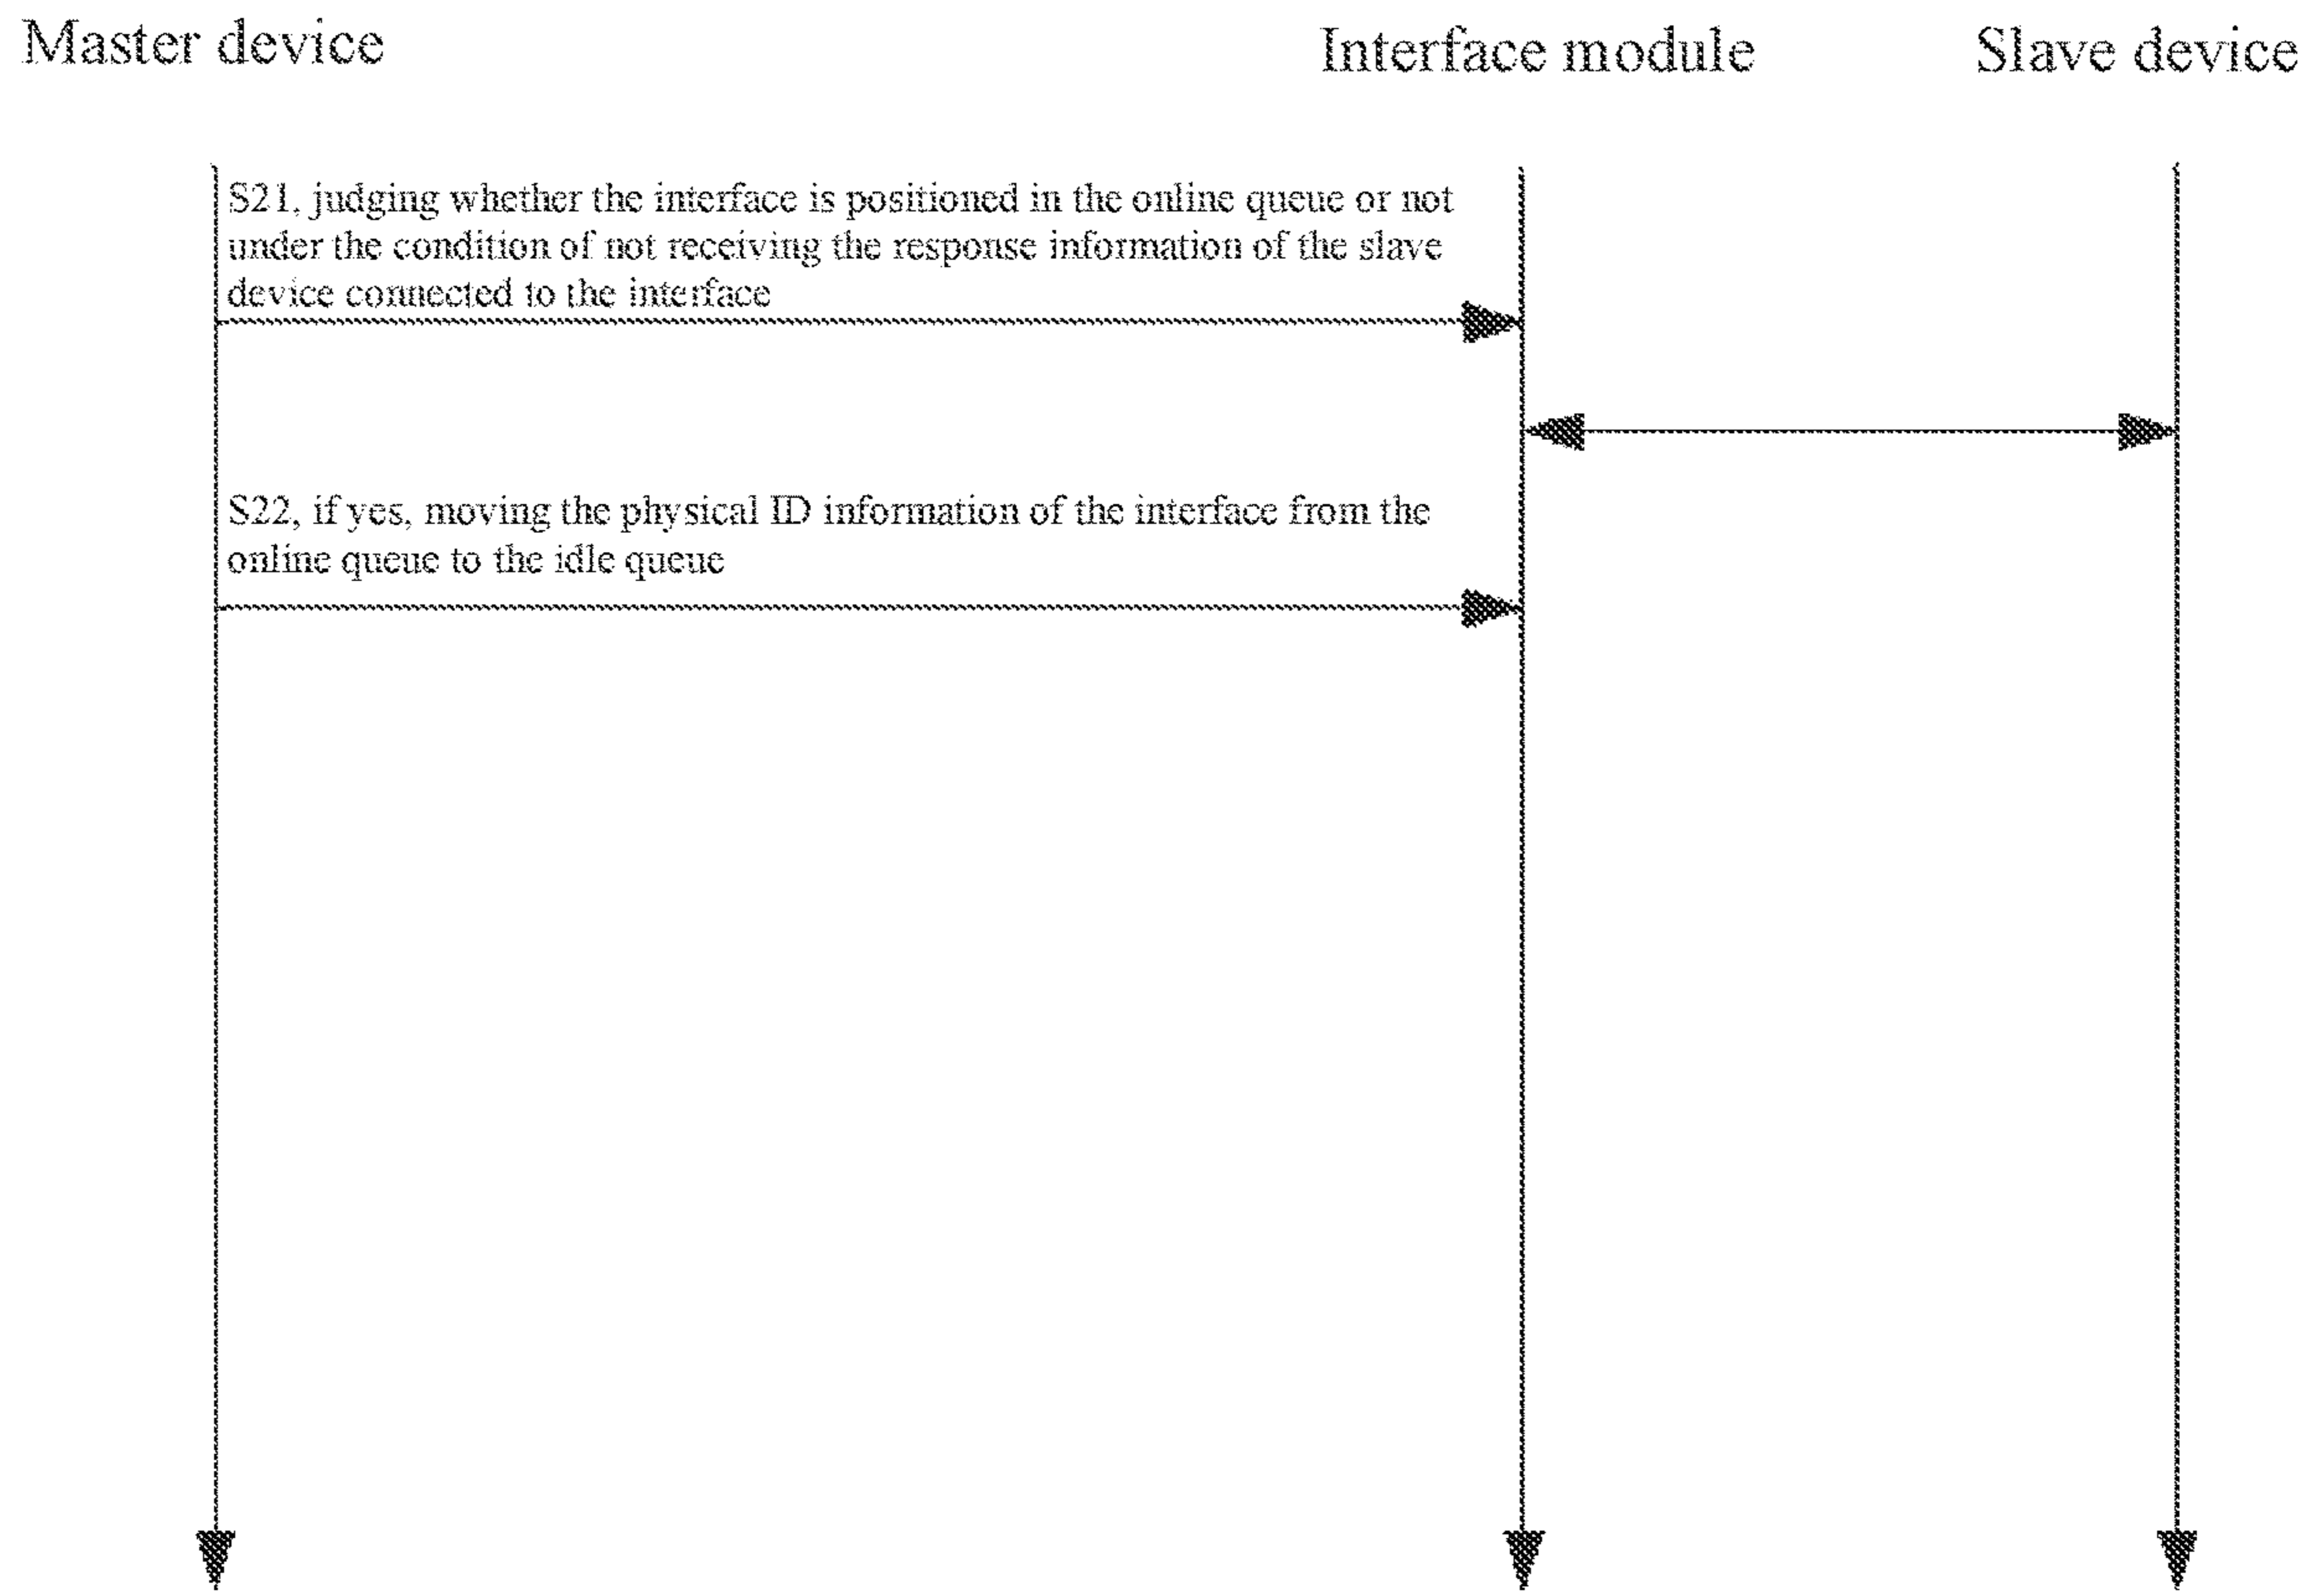 Master device
Interface module
Slave device
S21, judging whether the interface is positioned in the online queue or not
under the condition of not receiving the response information of the slave
device connected to the interface
S22, if yes, moving the physical ID information of the interface from the
online queue to the idle queue